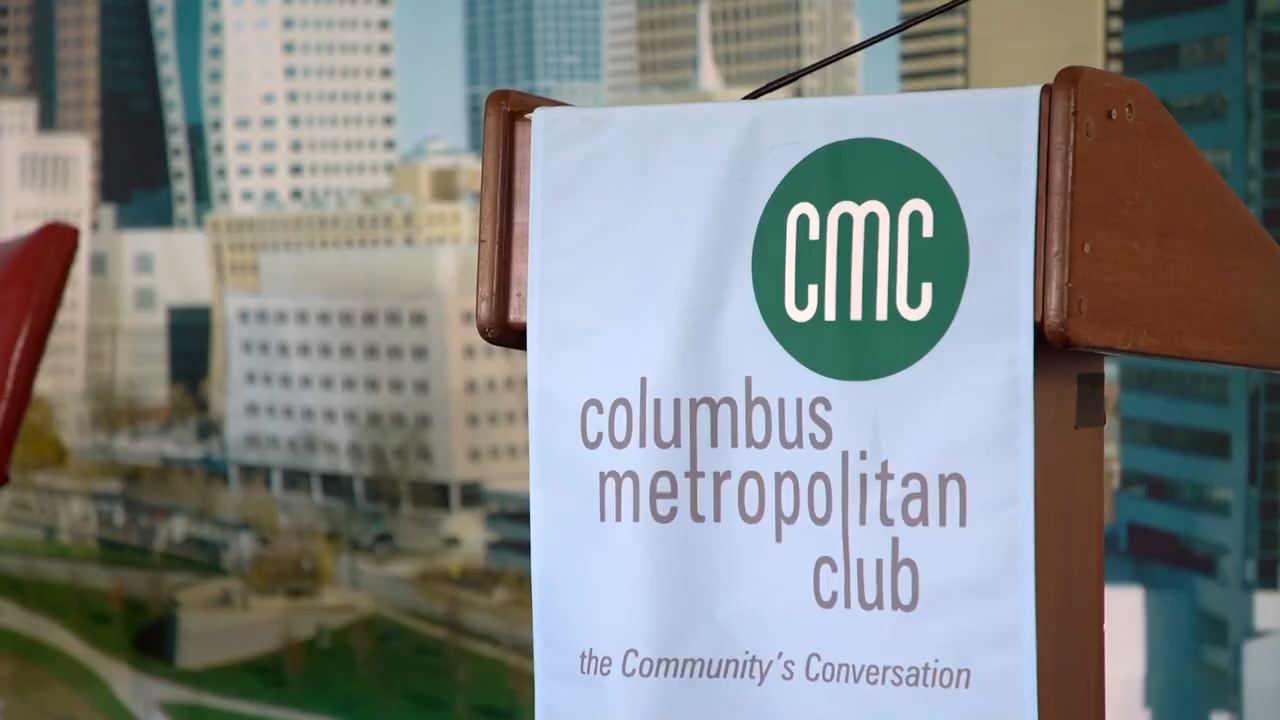 cmc
columbus
metropolitan
club
the Community's Conversation